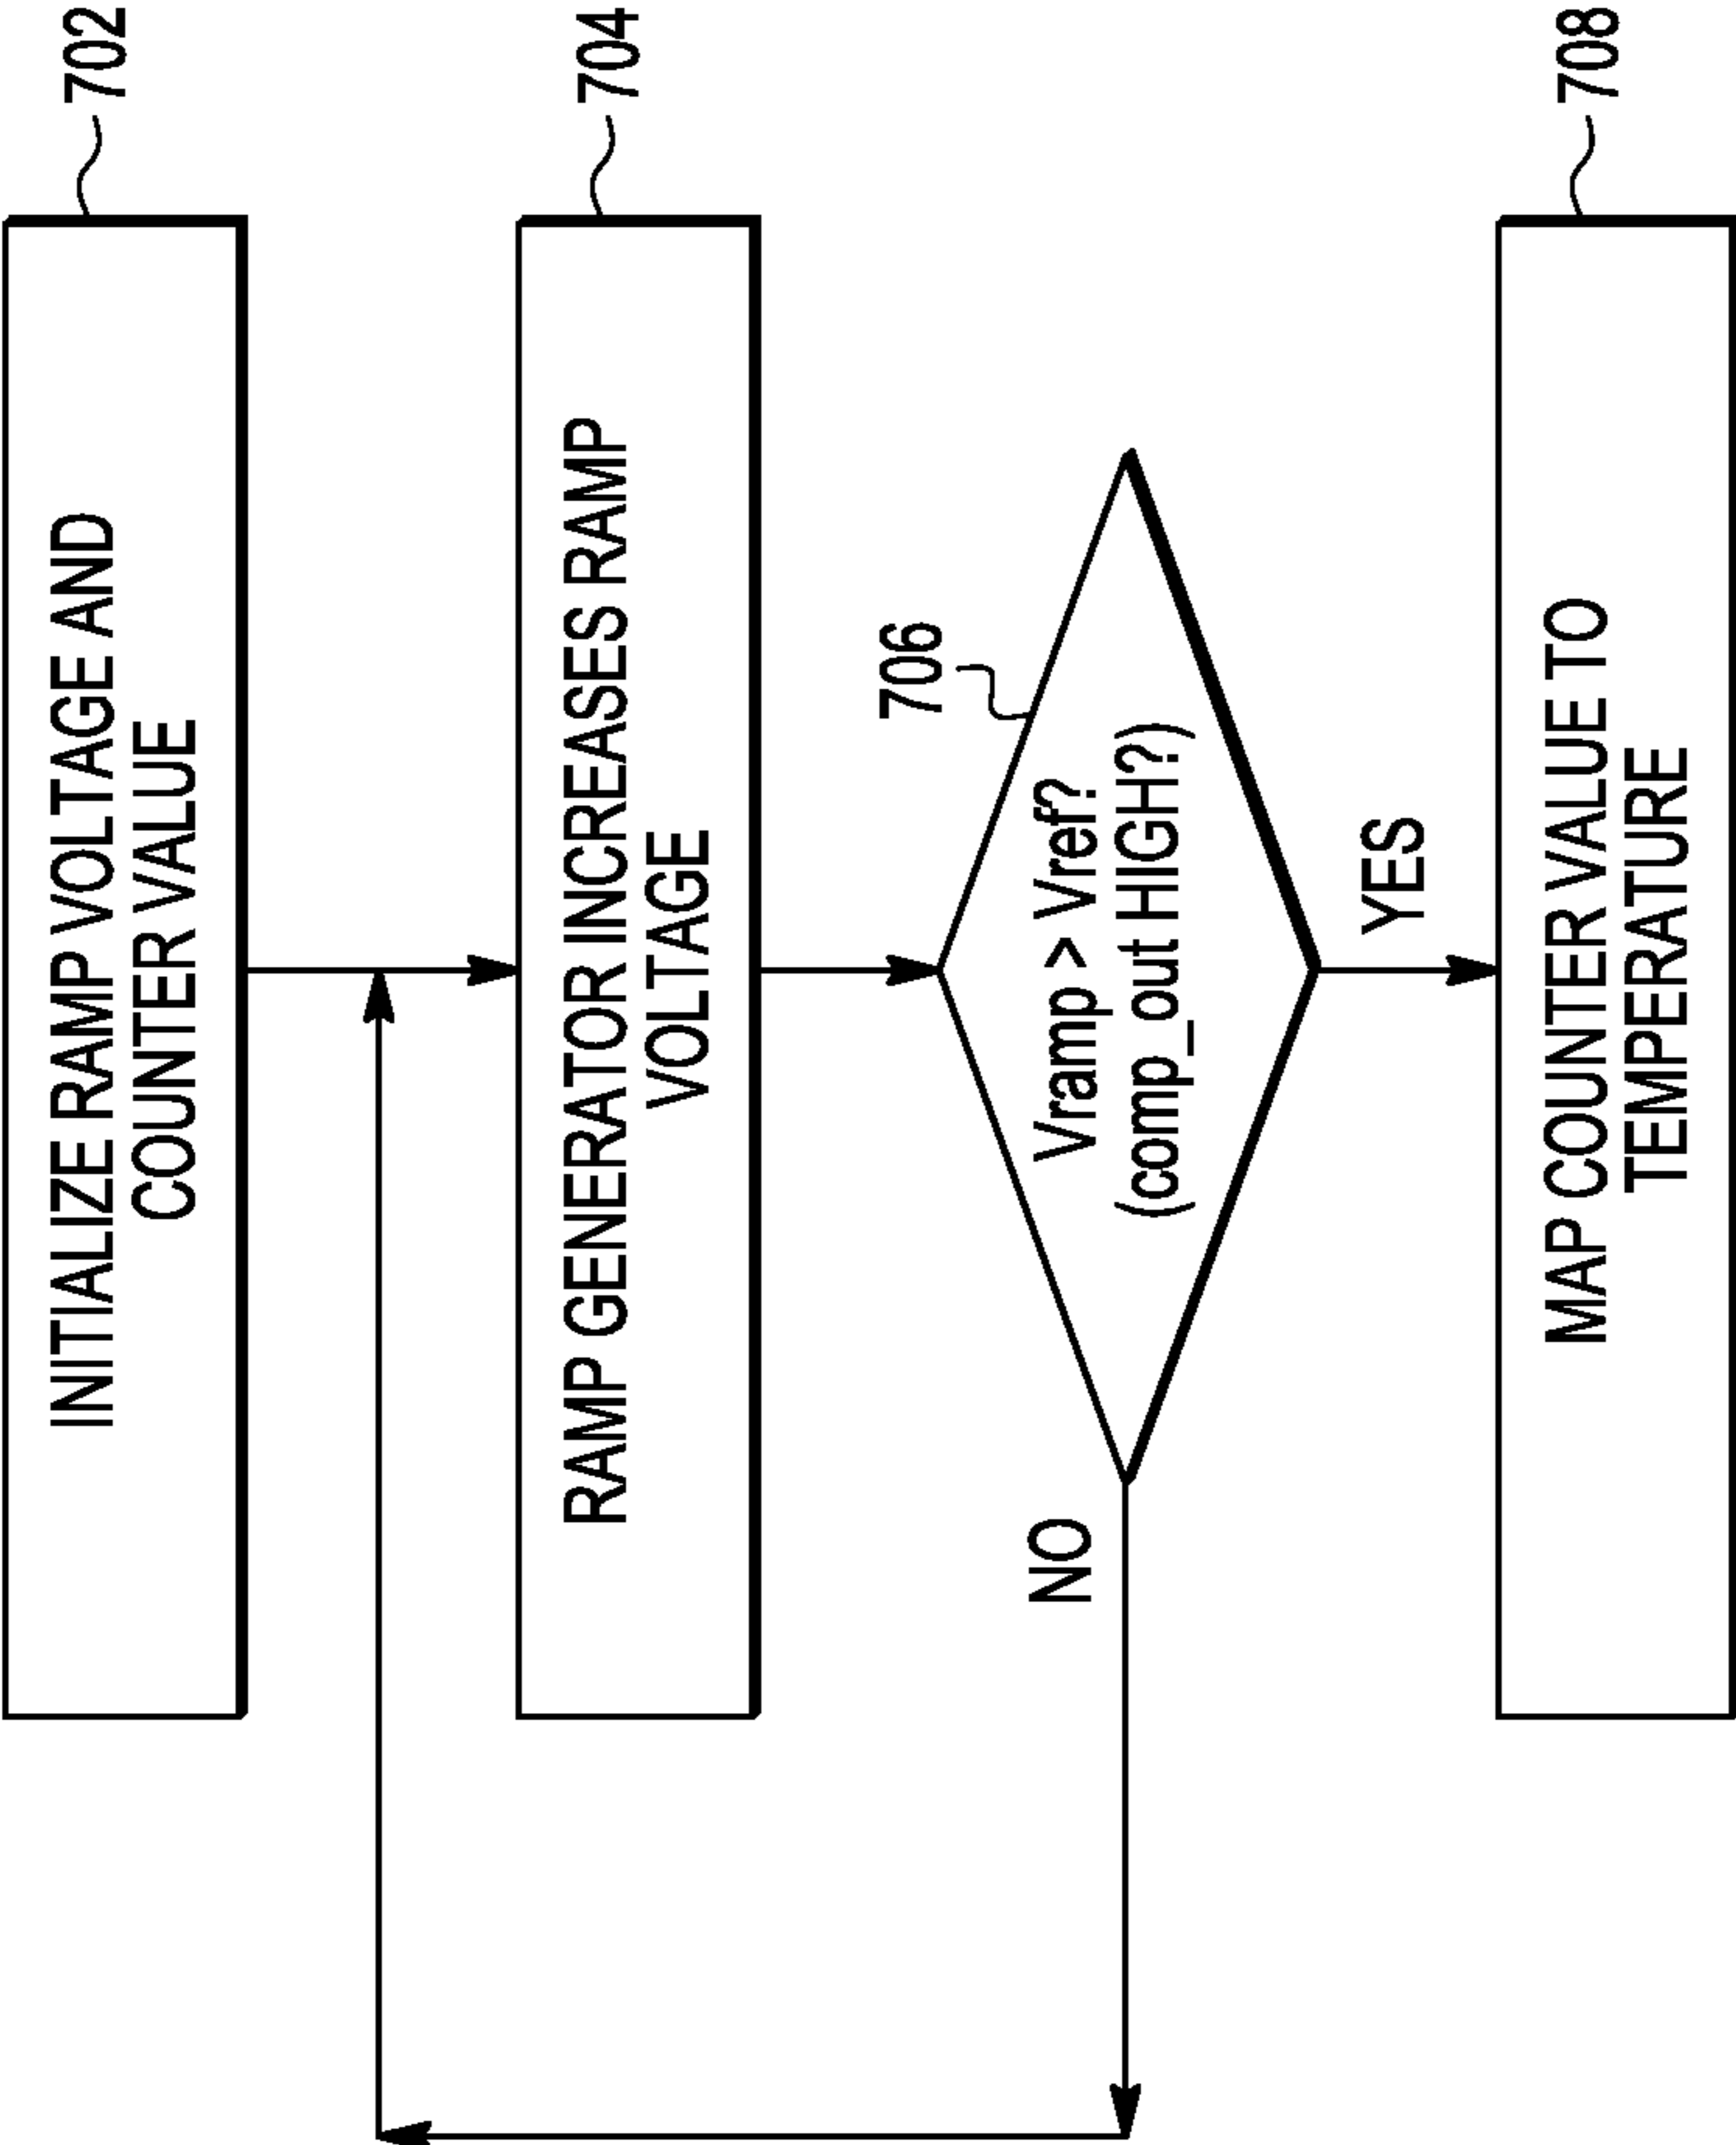 INITIALIZE RAMP VOLTAGE AND
COUNTER VALUE
702
RAMP GENERATOR INCREASES RAMP
VOLTAGE
704
706
Vramp > Vref?
(comp_out HIGH?)
NO
YES
MAP COUNTER VALUE TO
TEMPERATURE
708